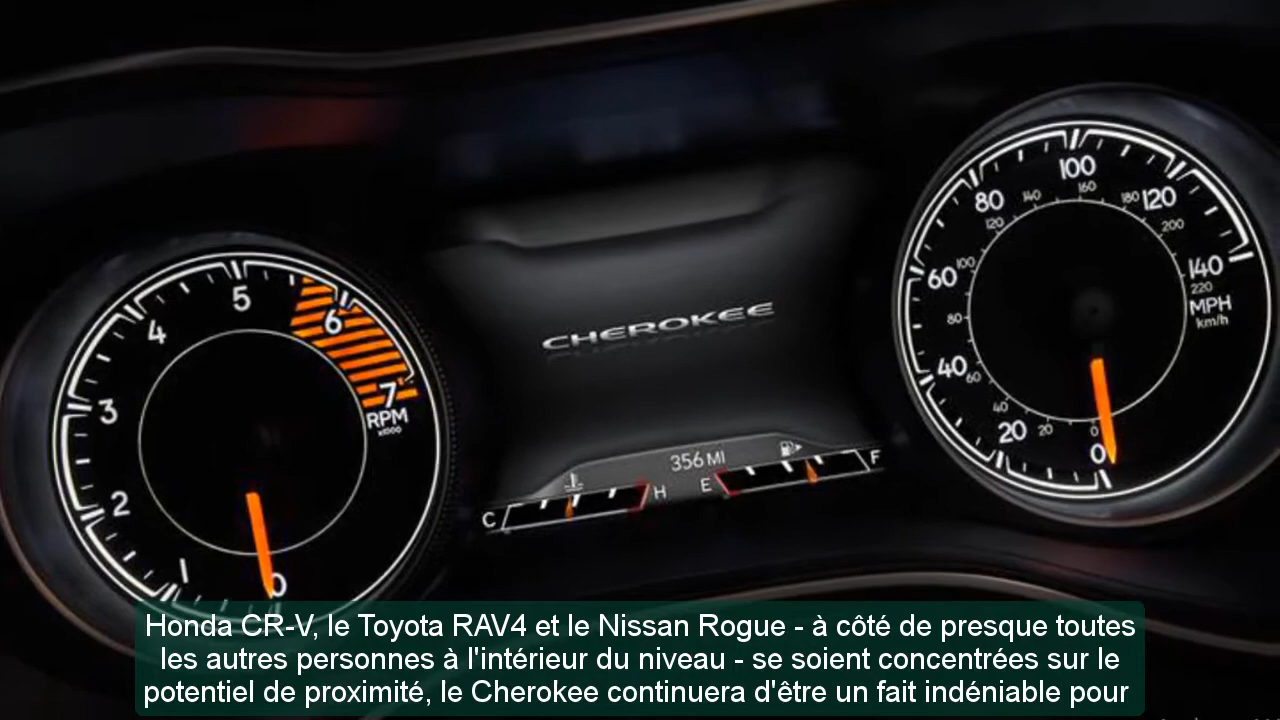 CHEROKEE
5
4
6
3
7
RPM
x1000
2
1
0
356 MI
C
H
E
F
100
80
160
120
140
180
120
200
60
100
140
220
MPH
km/h
80
40
60
40
20
20
0
0
Honda CR-V, le Toyota RAV4 et le Nissan Rogue - à côté de presque toutes
les autres personnes à l'intérieur du niveau - se soient concentrées sur le
potentiel de proximité, le Cherokee continuera d'être un fait indéniable pour